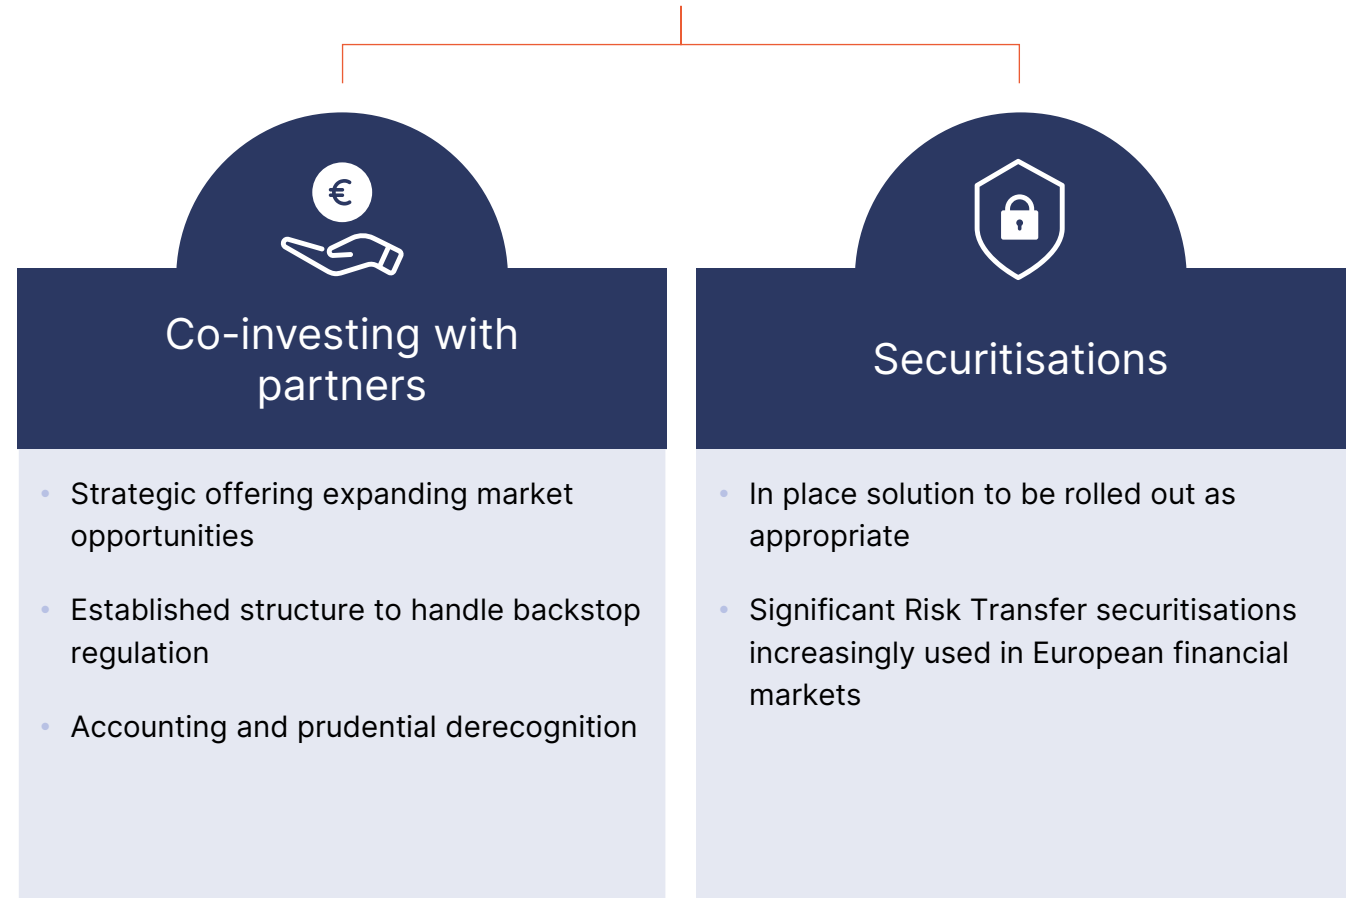 €
Co-investing with
partners
Strategic offering expanding market
opportunities
Established structure to handle backstop
regulation
Accounting and prudential derecognition
Securitisations
In place solution to be rolled out as
appropriate
Significant Risk Transfer securitisations
increasingly used in European financial
markets